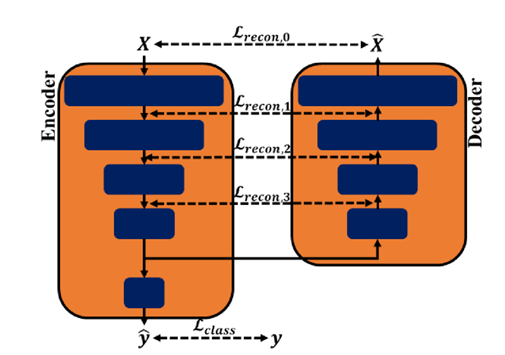 X ℒ_recon,0 X̂
Encoder
Decoder
ℒ_recon,1
ℒ_recon,2
ℒ_recon,3
ŷ ℒ_class y